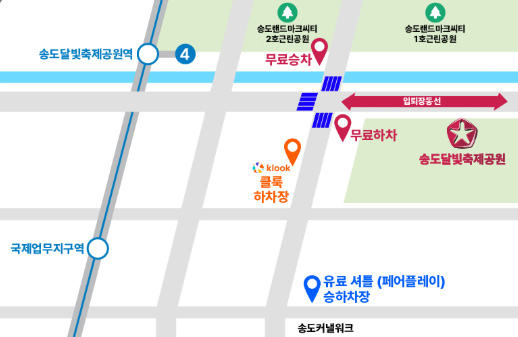 송도랜드마크씨티
2호근린공원
송도랜드마크씨티
1호근린공원
송도달빛축제공원역
4
무료승차
입퇴장동선
무료하차
송도달빛축제공원
klook
클룩
하차장
국제업무지구역
유료 셔틀 (페어플레이)
승하차장
송도커낼워크